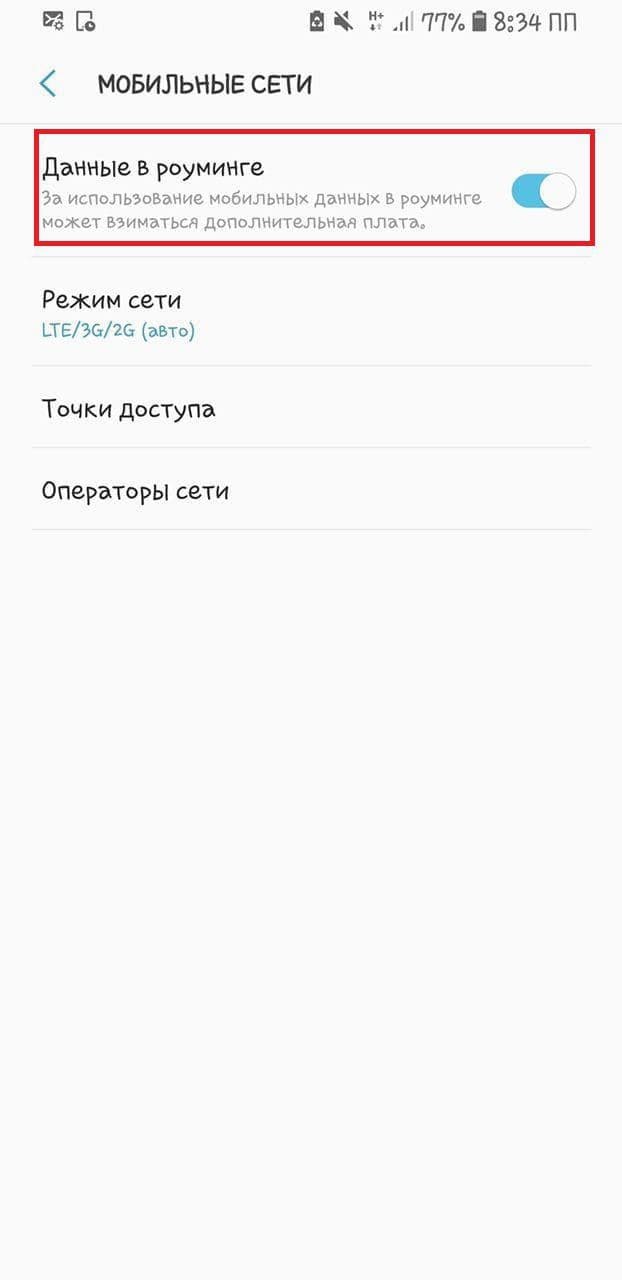 H+ 77% 8:34 ПП
МОБИЛЬНЫЕ СЕТИ
Данные в роуминге
За использование мобильных данных в роуминге
может взиматься дополнительная плата.
Режим сети
LTE/3G/2G (авто)
Точки доступа
Операторы сети